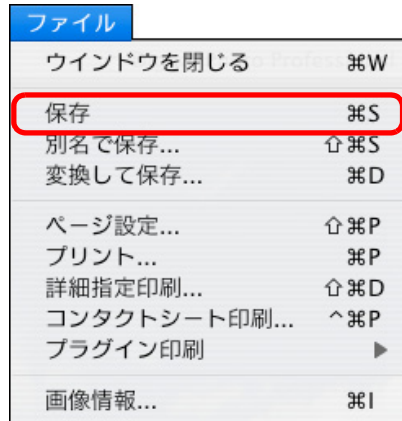 ファイル
ウインドウを閉じる ⌘W
保存 ⌘S
別名で保存... ⇧⌘S
変換して保存... ⌘D
ページ設定... ⇧⌘P
プリント... ⌘P
詳細指定印刷... ⇧⌘D
コンタクトシート印刷... ^⌘P
プラグイン印刷 ▶
画像情報... ⌘I